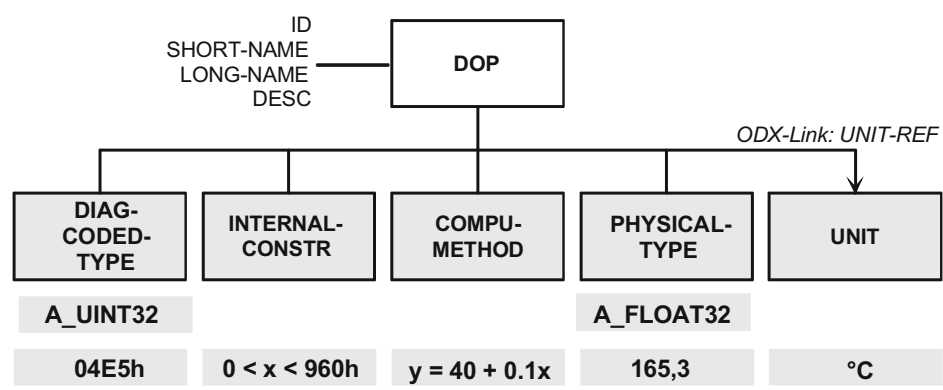 ID
SHORT-NAME
LONG-NAME
DESC
DOP
ODX-Link: UNIT-REF
DIAG-
CODED-
TYPE
INTERNAL-
CONSTR
COMPU-
METHOD
PHYSICAL-
TYPE
UNIT
A_UINT32
A_FLOAT32
04E5h
0 < x < 960h
y = 40 + 0.1x
165,3
°C